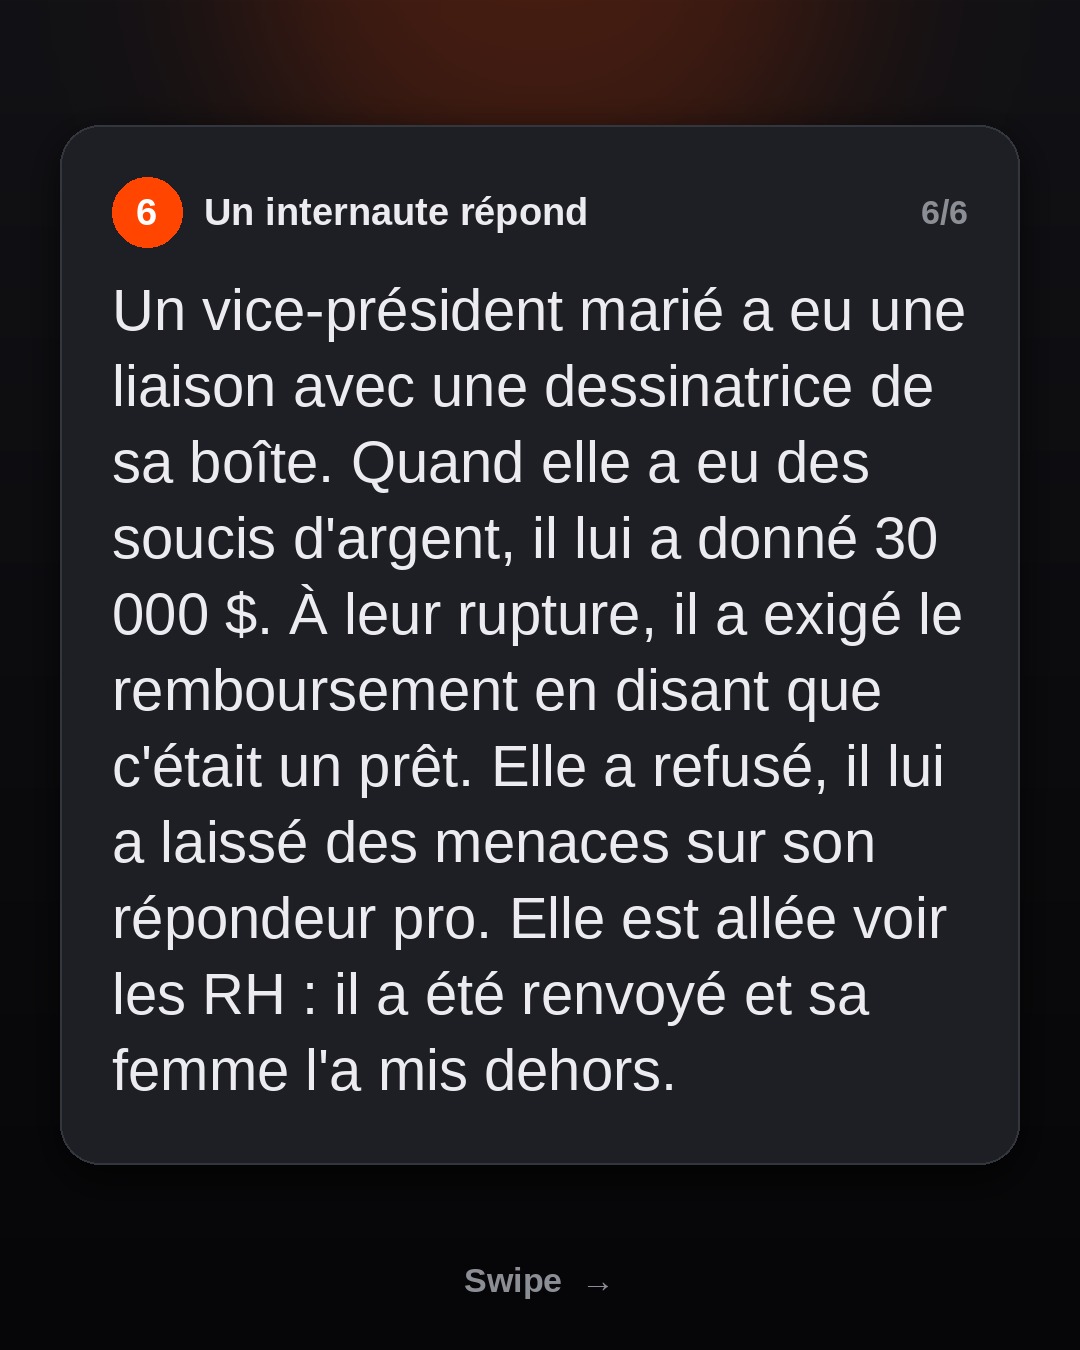 6 Un internaute répond 6/6
Un vice-président marié a eu une
liaison avec une dessinatrice de
sa boîte. Quand elle a eu des
soucis d'argent, il lui a donné 30
000 $. À leur rupture, il a exigé le
remboursement en disant que
c'était un prêt. Elle a refusé, il lui
a laissé des menaces sur son
répondeur pro. Elle est allée voir
les RH : il a été renvoyé et sa
femme l'a mis dehors.
Swipe →